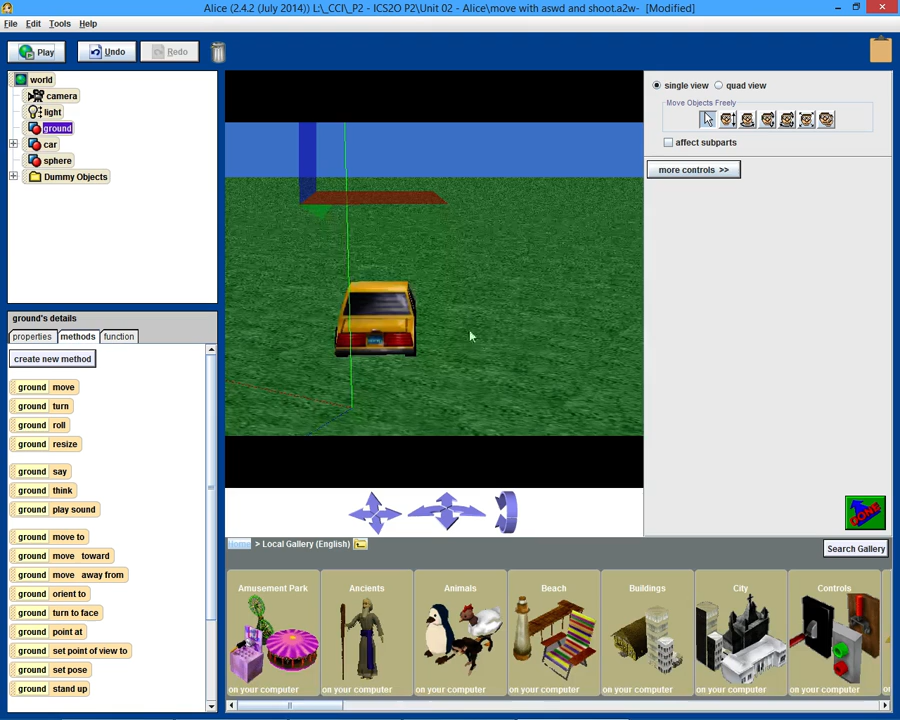 Alice (2.4.2 (July 2014)) L:\_CCI\_P2 - ICS2O P2\Unit 02 - Alice\move with aswd and shoot.a2w- [Modified]
File Edit Tools Help
Play Undo Redo
world
camera
light
ground
car
sphere
Dummy Objects
single view quad view
Move Objects Freely
affect subparts
more controls >>
DONE
ground's details
properties methods function
create new method
ground move
ground turn
ground roll
ground resize
ground say
ground think
ground play sound
ground move to
ground move toward
ground move away from
ground orient to
ground turn to face
ground point at
ground set point of view to
ground set pose
ground stand up
Home > Local Gallery (English)
Search Gallery
Amusement Park Ancients Animals Beach Buildings City Controls
on your computer on your computer on your computer on your computer on your computer on your computer on your computer